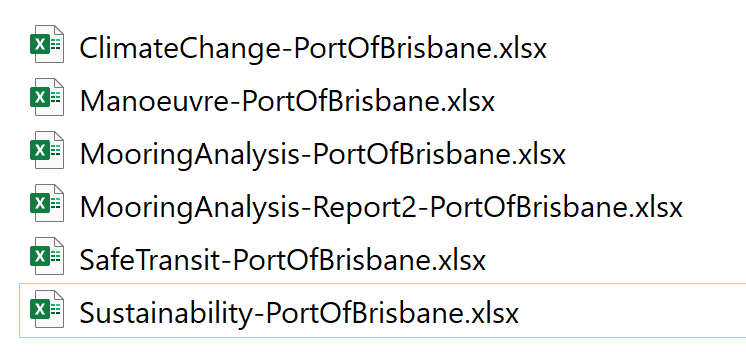 ClimateChange-PortOfBrisbane.xlsx
Manoeuvre-PortOfBrisbane.xlsx
MooringAnalysis-PortOfBrisbane.xlsx
MooringAnalysis-Report2-PortOfBrisbane.xlsx
SafeTransit-PortOfBrisbane.xlsx
Sustainability-PortOfBrisbane.xlsx